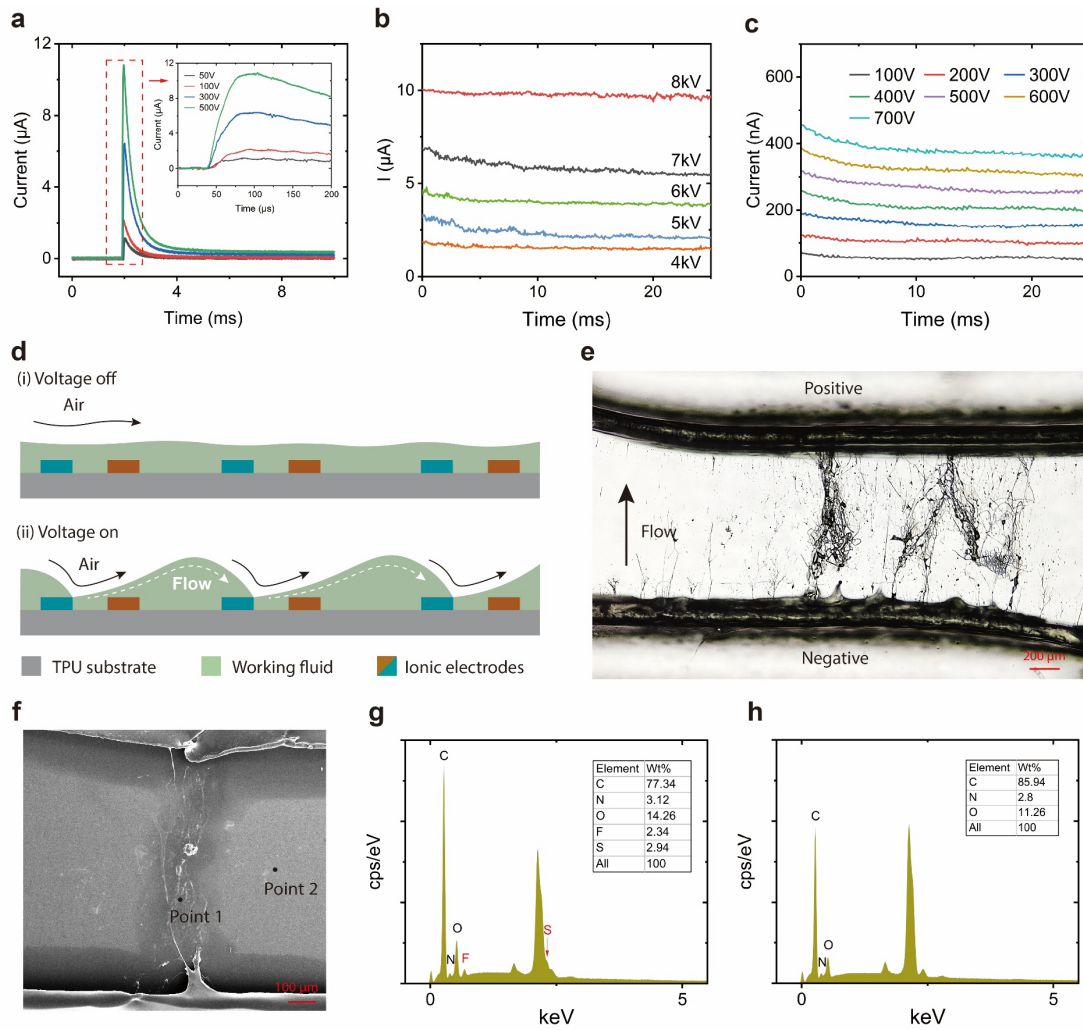 a
12
8
4
0
Current (μA)
0
4
8
Time (ms)
12
8
4
0
Current (μA)
50V
100V
300V
500V
0
50
100
150
200
Time (μs)
b
10
5
0
I (μA)
8kV
7kV
6kV
5kV
4kV
0
10
20
Time (ms)
c
600
400
200
0
Current (nA)
100V
200V
300V
400V
500V
600V
700V
0
10
20
Time (ms)
d
(i) Voltage off
Air
(ii) Voltage on
Air
Flow
TPU substrate
Working fluid
Ionic electrodes
e
Positive
Flow
Negative
200 μm
f
Point 1
Point 2
100 μm
g
cps/eV
C
N
O
F
S
Element Wt%
C 77.34
N 3.12
O 14.26
F 2.34
S 2.94
All 100
0
5
keV
h
cps/eV
C
N
O
Element Wt%
C 85.94
N 2.8
O 11.26
All 100
0
5
keV